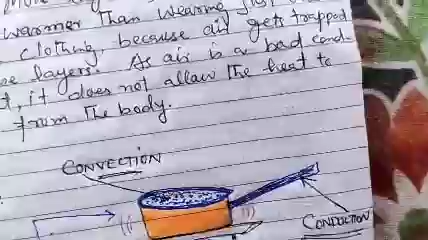 warmer than wearing just
clothing, because air gets trapped
layers. As air is a bad cond-
t, it does not allow the heat to
from the body.
CONVECTION
CONDUCTION